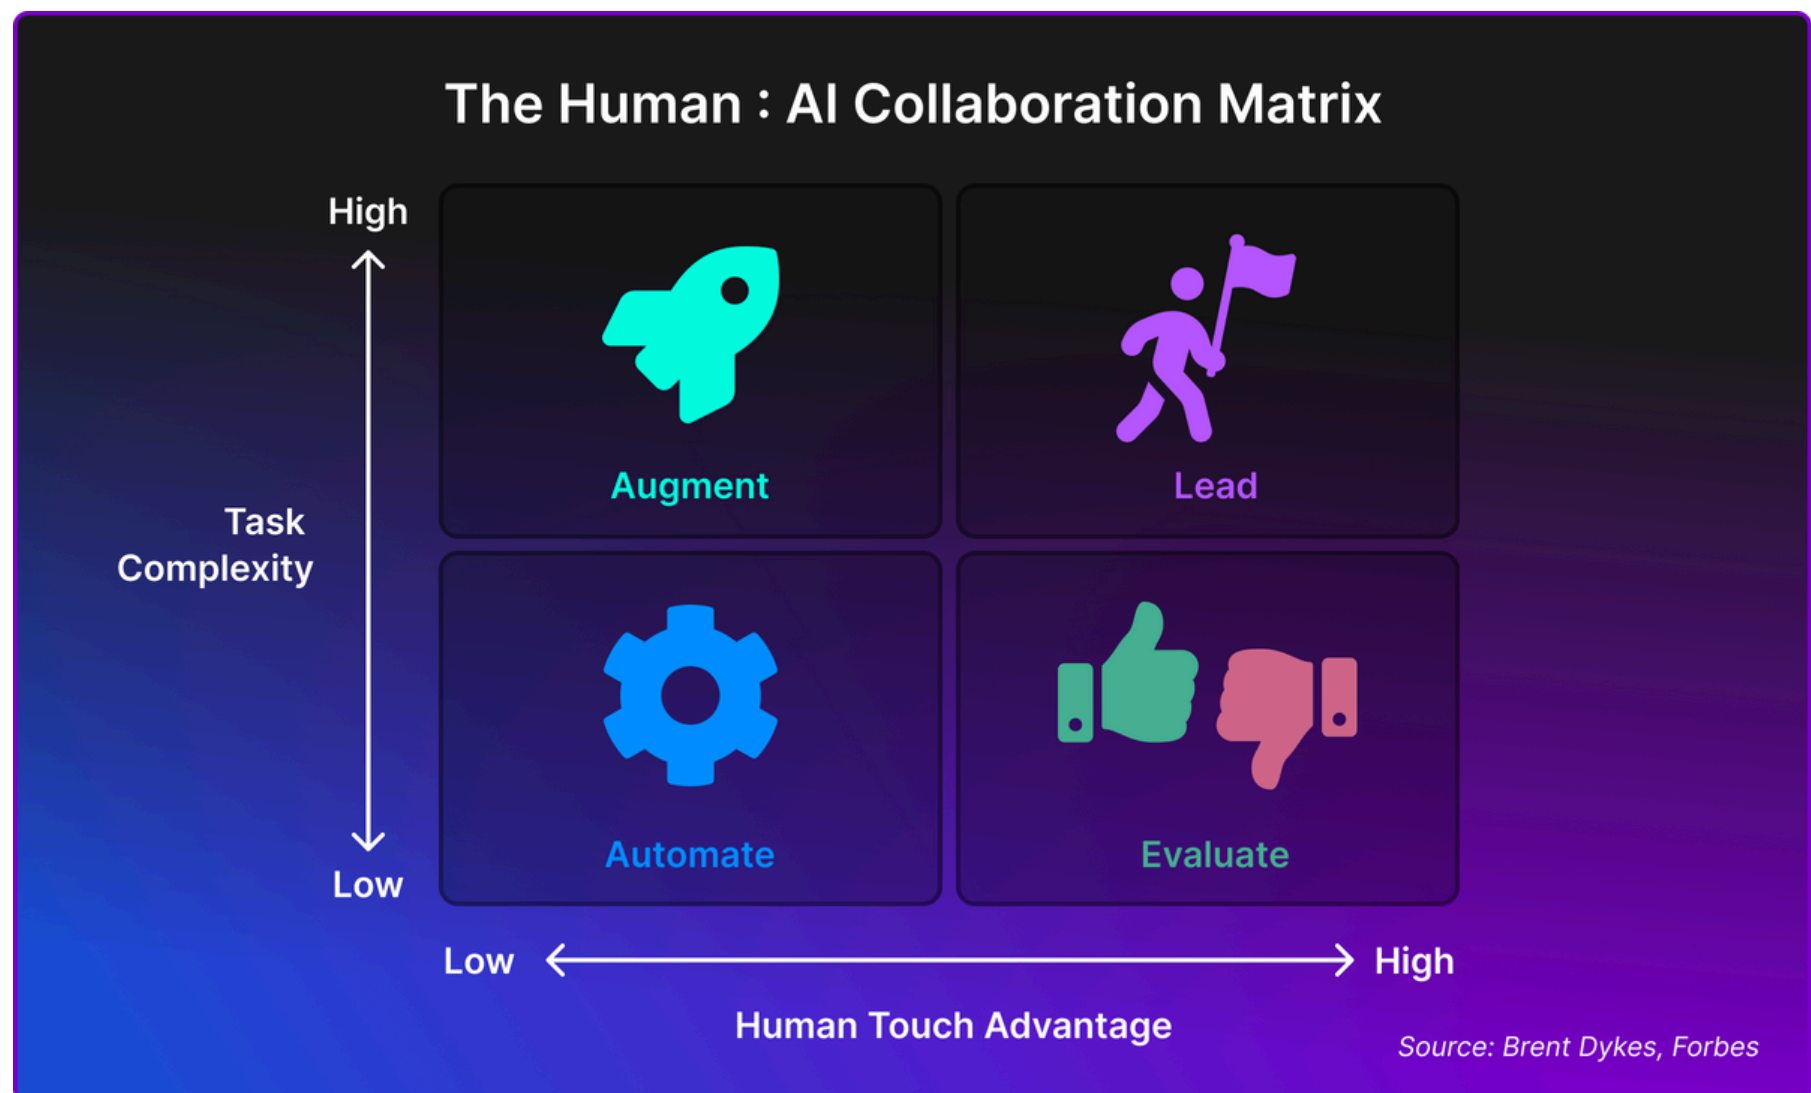 The Human : AI Collaboration Matrix
High
Augment
Lead
Task
Complexity
Automate
Evaluate
Low
Low
High
Human Touch Advantage
Source: Brent Dykes, Forbes